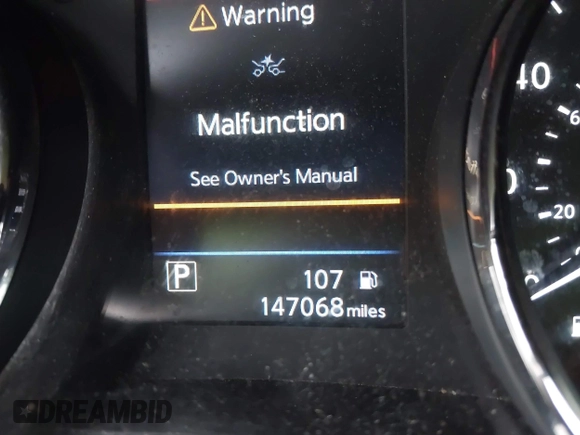 Warning
Malfunction
See Owner's Manual
P 107
147068 miles
40
20
DREAMBID